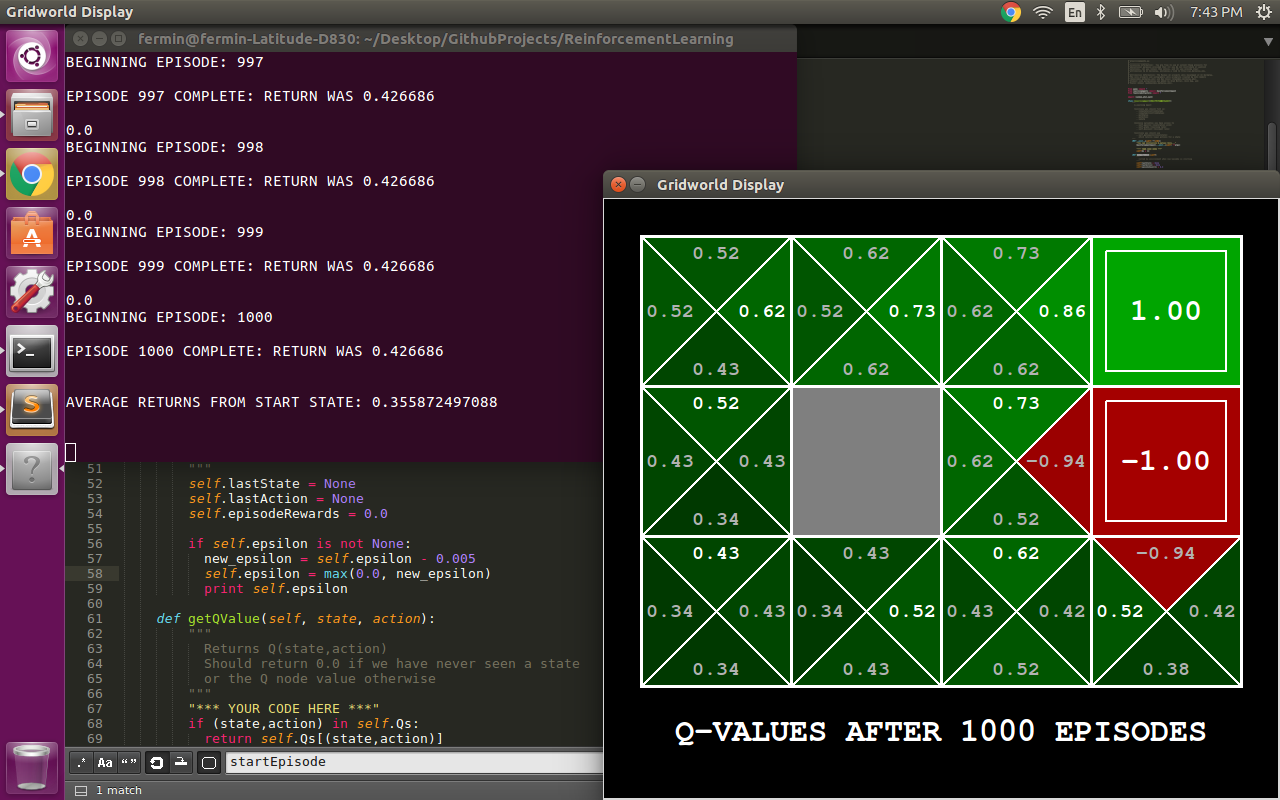 Gridworld Display
En
7:43 PM
fermin@fermin-Latitude-D830: ~/Desktop/GithubProjects/ReinforcementLearning
BEGINNING EPISODE: 997
EPISODE 997 COMPLETE: RETURN WAS 0.426686
0.0
BEGINNING EPISODE: 998
EPISODE 998 COMPLETE: RETURN WAS 0.426686
0.0
BEGINNING EPISODE: 999
EPISODE 999 COMPLETE: RETURN WAS 0.426686
0.0
BEGINNING EPISODE: 1000
EPISODE 1000 COMPLETE: RETURN WAS 0.426686
AVERAGE RETURNS FROM START STATE: 0.355872497088
51 """
52 self.lastState = None
53 self.lastAction = None
54 self.episodeRewards = 0.0
55
56 if self.epsilon is not None:
57 new_epsilon = self.epsilon - 0.005
58 self.epsilon = max(0.0, new_epsilon)
59 print self.epsilon
60
61 def getQValue(self, state, action):
62 """
63 Returns Q(state,action)
64 Should return 0.0 if we have never seen a state
65 or the Q node value otherwise
66 """
67 "*** YOUR CODE HERE ***"
68 if (state,action) in self.Qs:
69 return self.Qs[(state,action)]
.* Aa “ ” startEpisode
1 match
Gridworld Display
0.52 0.62 0.73
0.52 0.62 0.52 0.73 0.62 0.86 1.00
0.43 0.62 0.62
0.52 0.73
0.43 0.43 0.62 -0.94 -1.00
0.34 0.52
0.43 0.43 0.62 -0.94
0.34 0.43 0.34 0.52 0.43 0.42 0.52 0.42
0.34 0.43 0.52 0.38
Q-VALUES AFTER 1000 EPISODES